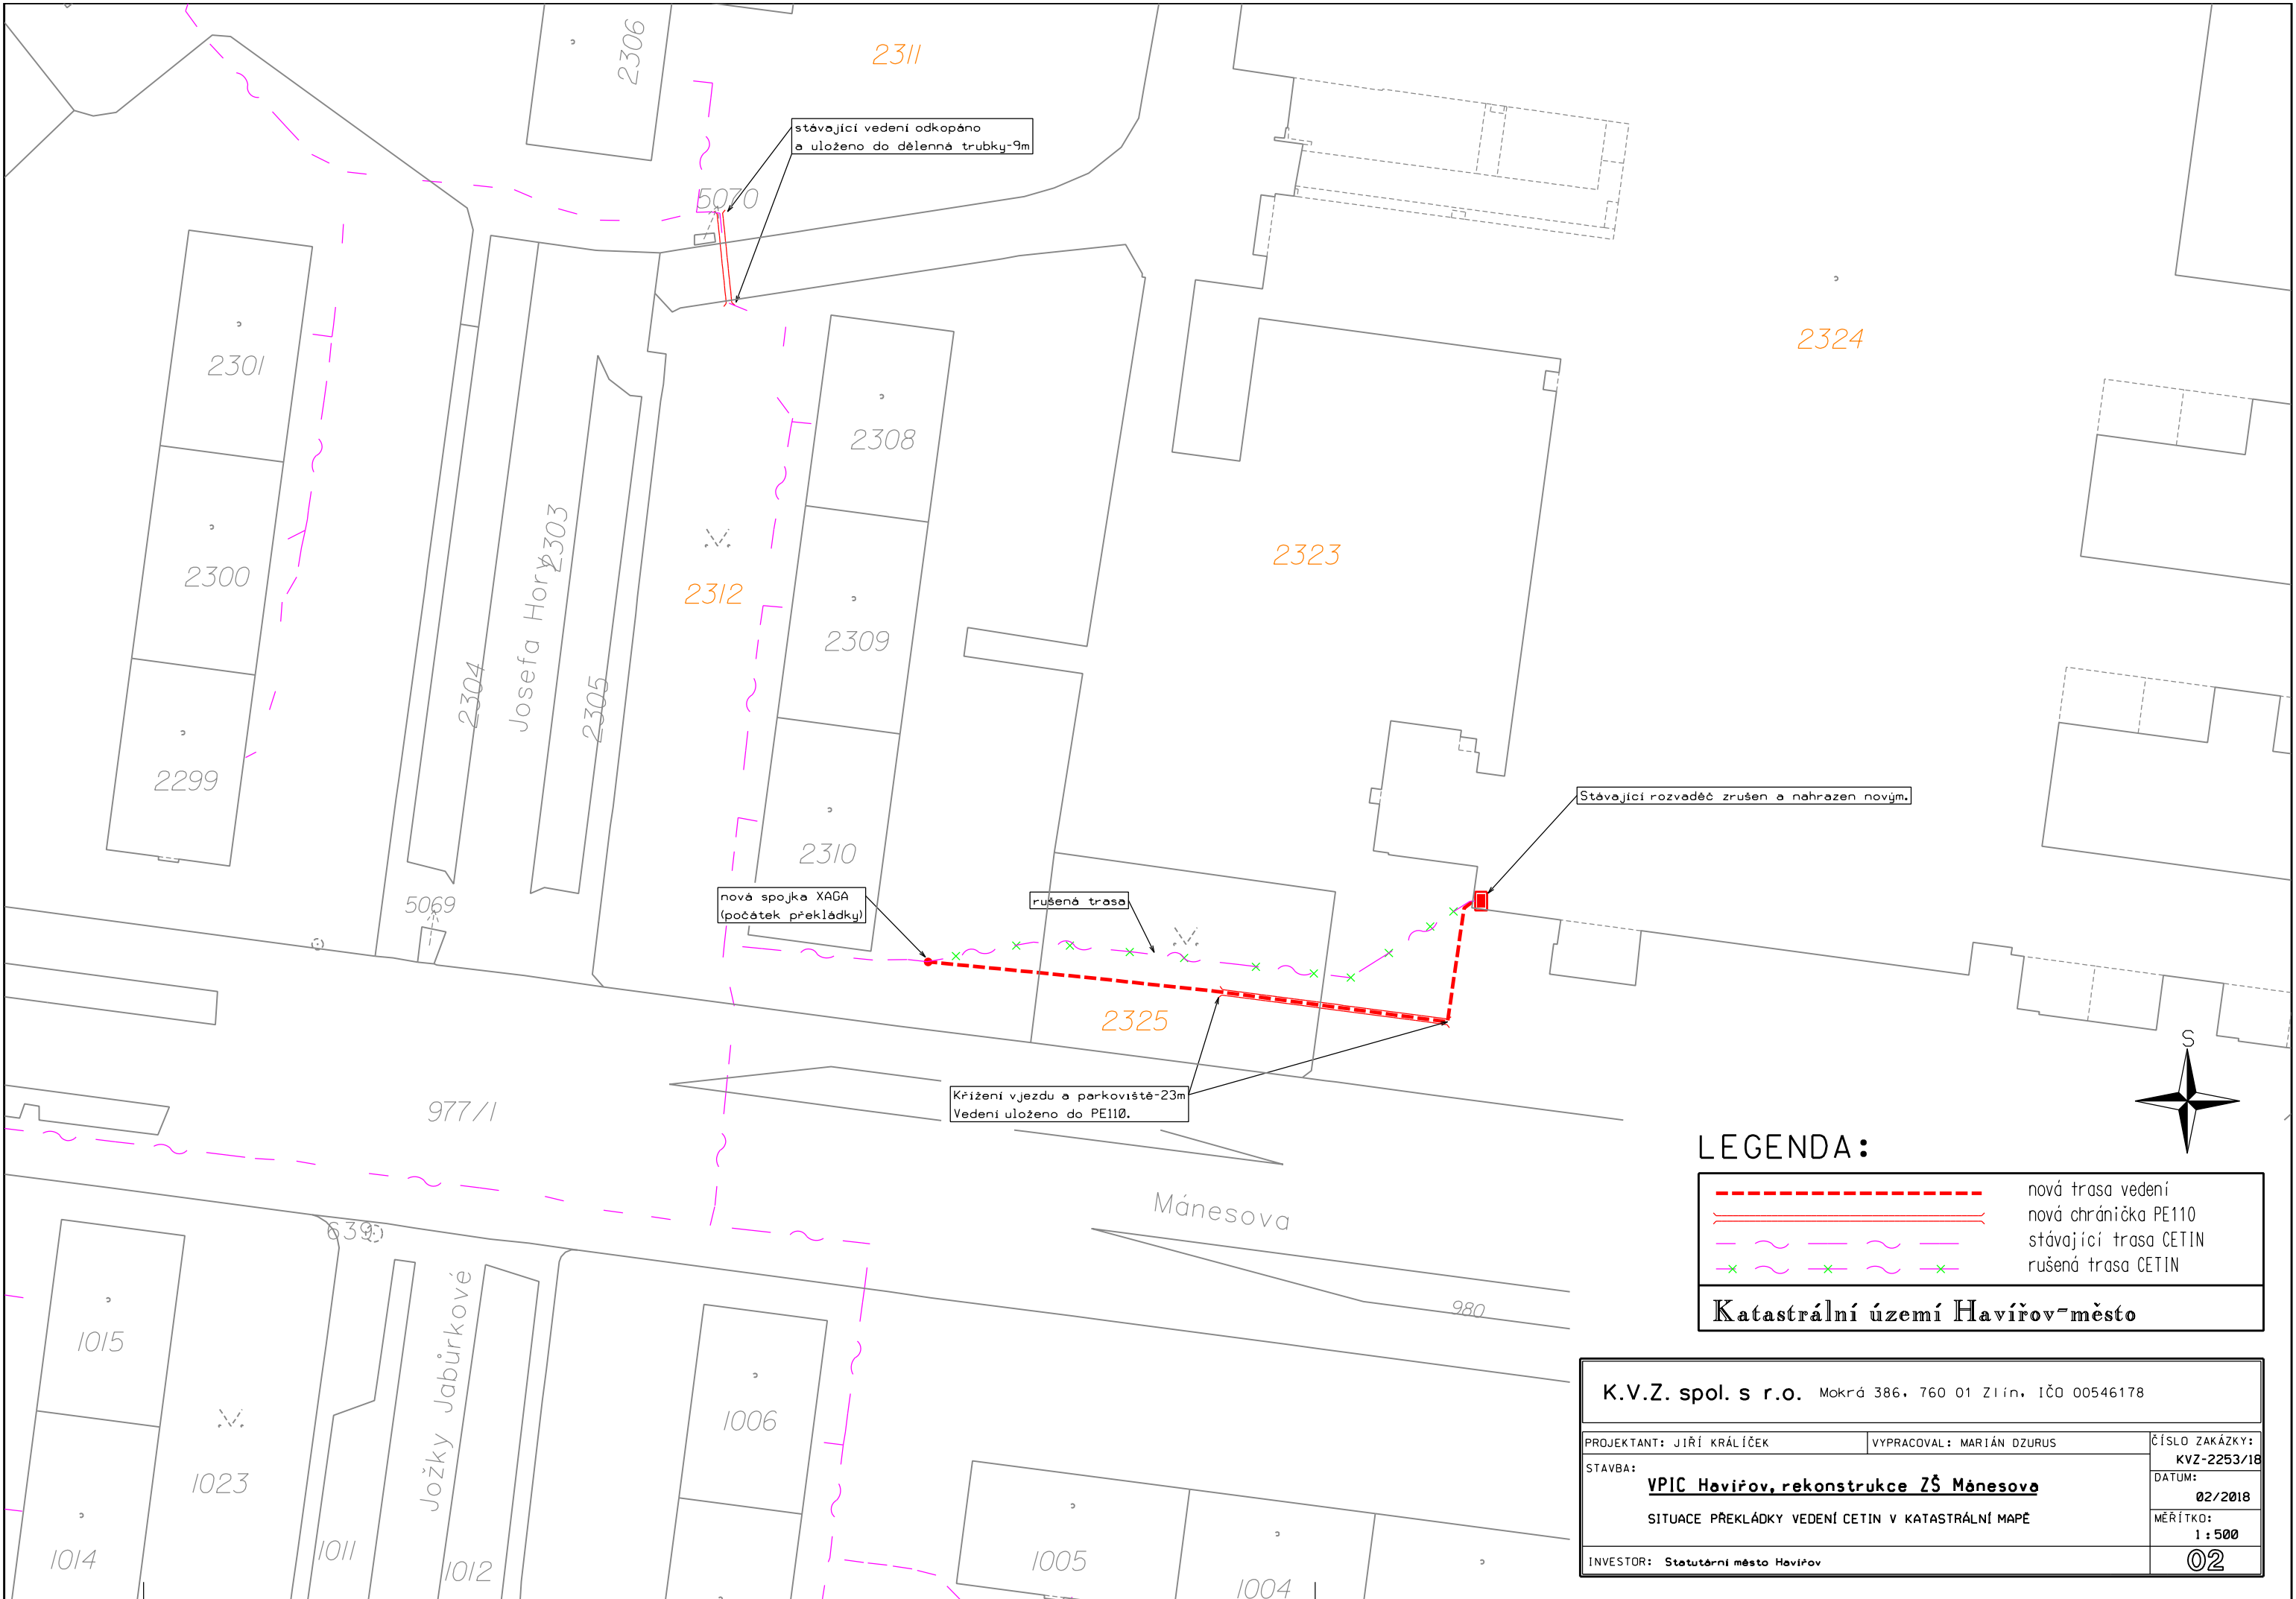 2306
2311
stávající vedení odkopáno
a uloženo do dělenná trubky-9m
5070
2301
2308
2324
2303
2300
2323
2312
Josefa Hory
2309
2304
2305
2299
Stávající rozvaděč zrušen a nahrazen novým.
2310
nová spojka XAGA
(počátek překládky)
rušená trasa
5069
2325
Křížení vjezdu a parkoviště-23m
Vedení uloženo do PE110.
977/1
S
LEGENDA:
nová trasa vedení
nová chránička PE110
stávající trasa CETIN
rušená trasa CETIN
Katastrální území Havířov-město
Mánesova
639
980
1015
Jožky Jabůrkové
1006
1023
1014
1011
1012
1005
1004
K.V.Z. spol. s r.o. Mokrá 386, 760 01 Zlín, IČO 00546178
PROJEKTANT: JIŘÍ KRÁLÍČEK
VYPRACOVAL: MARIÁN DZURUS
ČÍSLO ZAKÁZKY:
KVZ-2253/18
STAVBA:
VPIC Havířov, rekonstrukce ZŠ Mánesova
DATUM:
02/2018
SITUACE PŘEKLÁDKY VEDENÍ CETIN V KATASTRÁLNÍ MAPĚ
MĚŘÍTKO:
1:500
INVESTOR: Statutární město Havířov
02